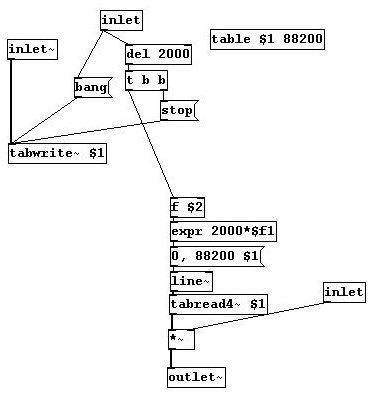 inlet
inlet~
del 2000
table $1 88200
bang
t b b
stop
tabwrite~ $1
f $2
expr 2000*$f1
0, 88200 $1
line~
inlet
tabread4~ $1
*~
outlet~